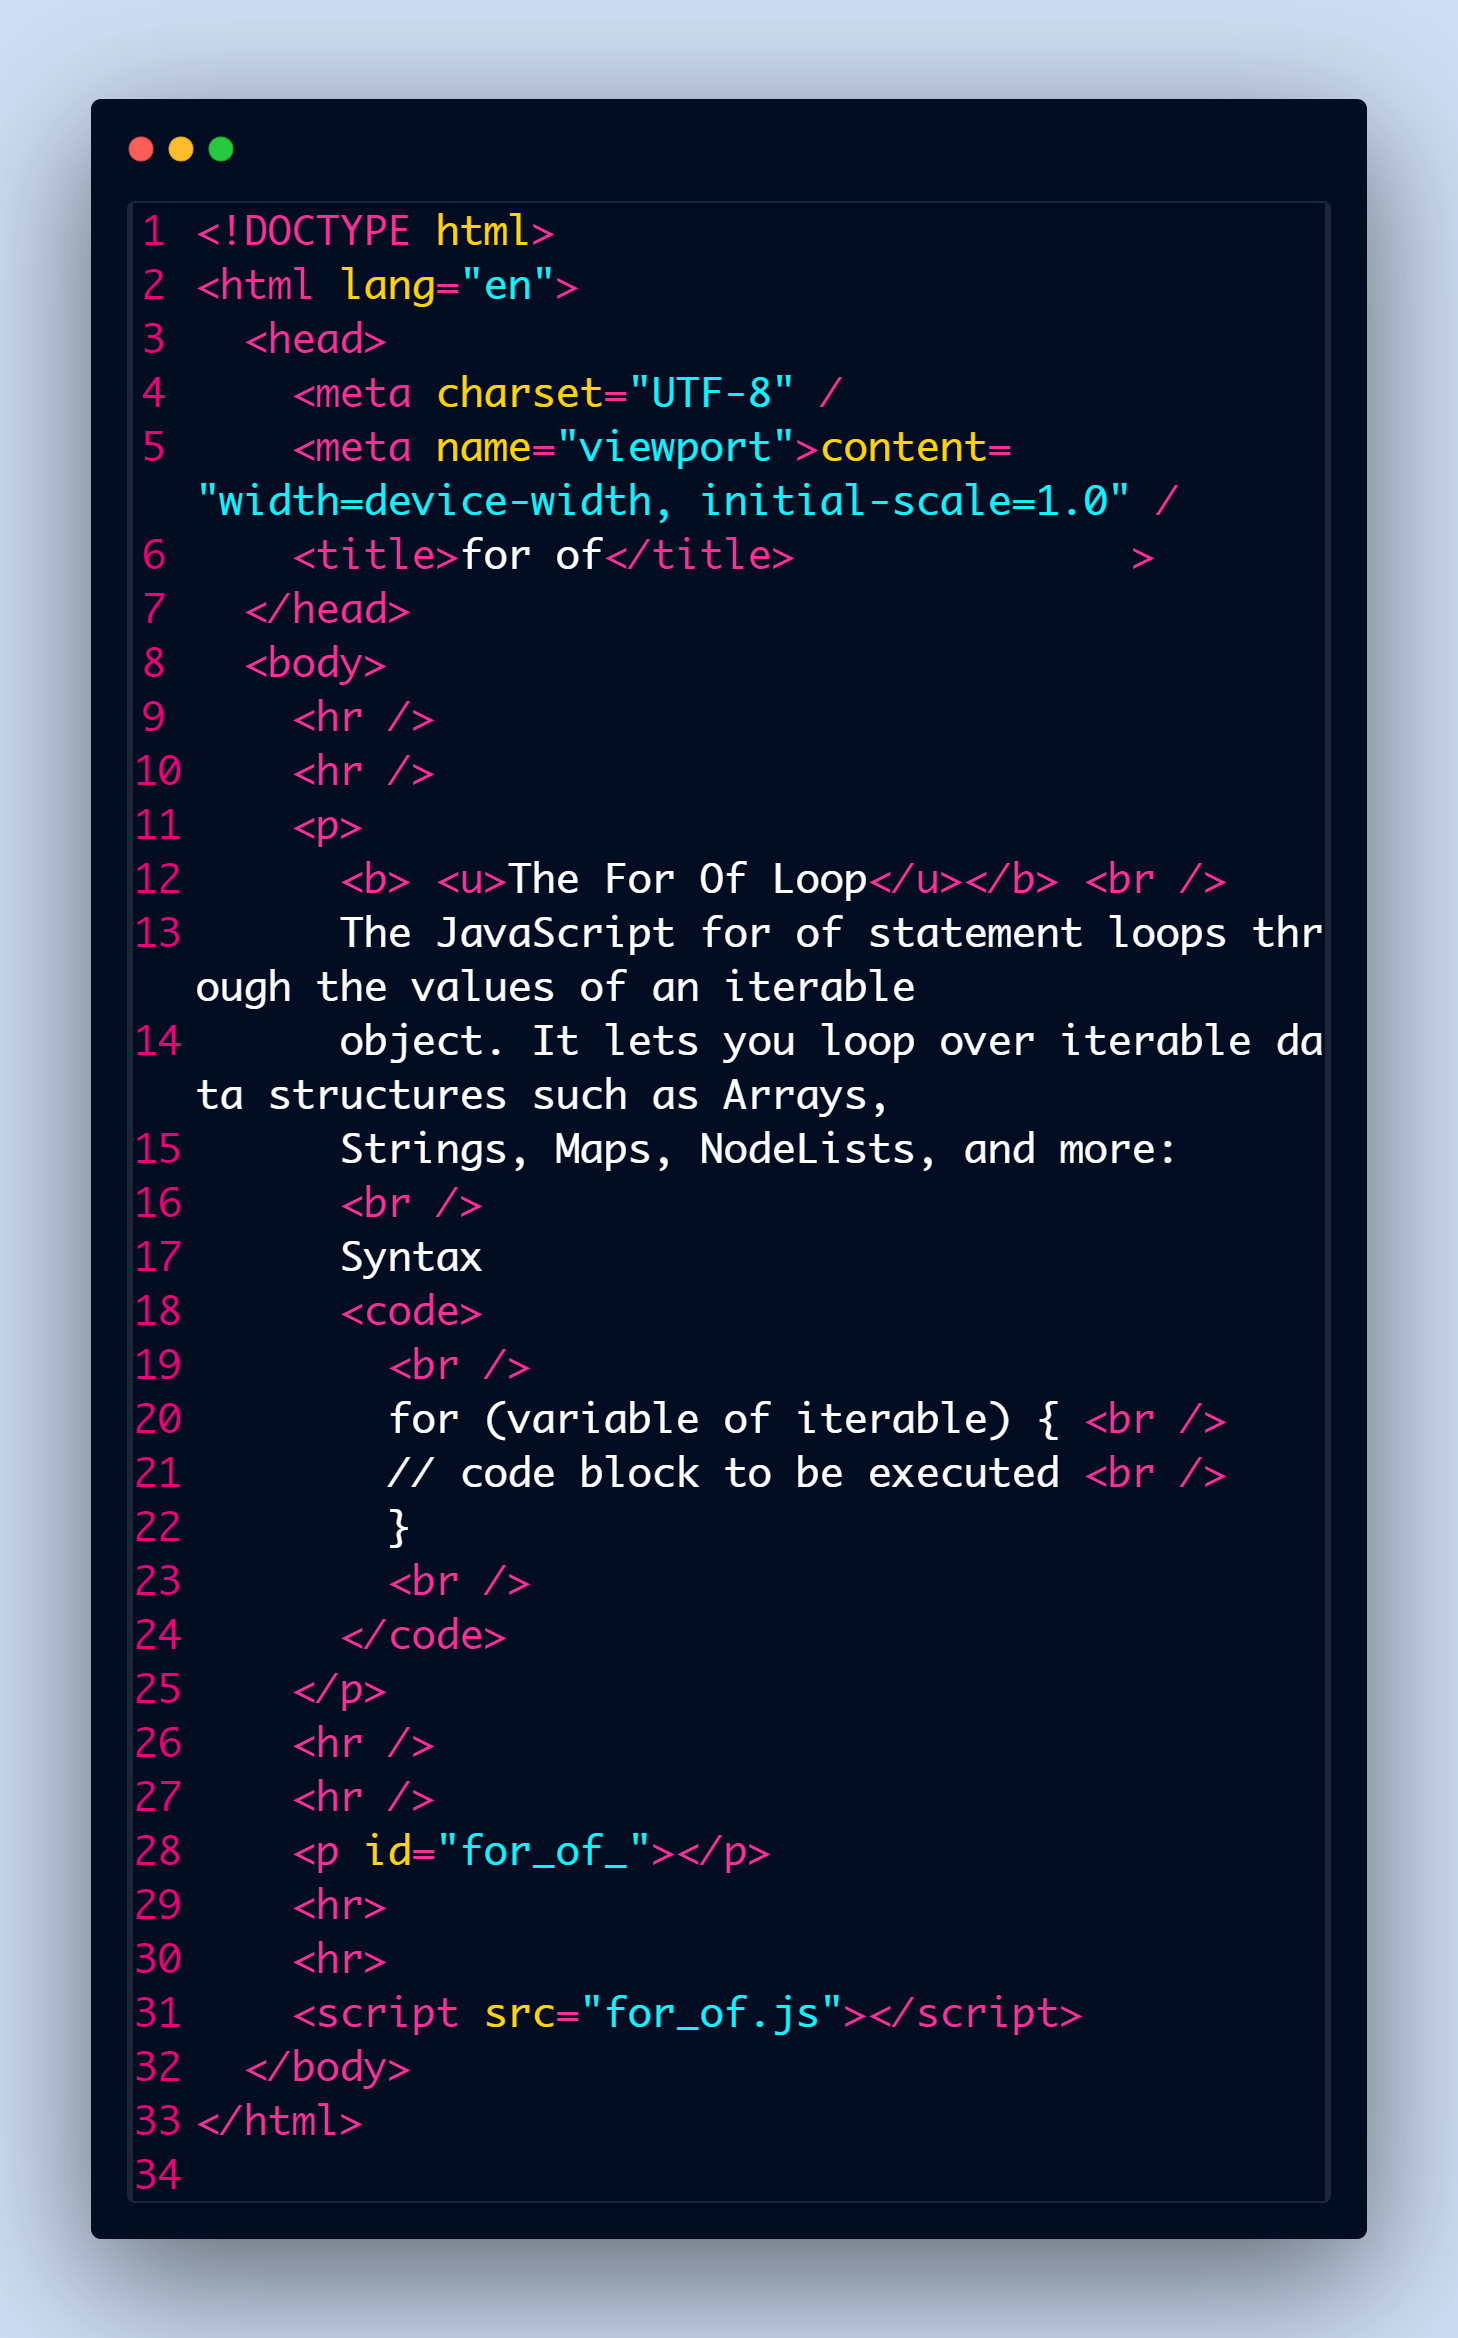 1 <!DOCTYPE html>
2 <html lang="en">
3   <head>
4     <meta charset="UTF-8" /
5     <meta name="viewport">content=
"width=device-width, initial-scale=1.0" /
6     <title>for of</title>              >
7   </head>
8   <body>
9     <hr />
10     <hr />
11     <p>
12       <b> <u>The For Of Loop</u></b> <br />
13       The JavaScript for of statement loops thr
ough the values of an iterable
14       object. It lets you loop over iterable da
ta structures such as Arrays,
15       Strings, Maps, NodeLists, and more:
16       <br />
17       Syntax
18       <code>
19         <br />
20         for (variable of iterable) { <br />
21         // code block to be executed <br />
22         }
23         <br />
24       </code>
25     </p>
26     <hr />
27     <hr />
28     <p id="for_of_"></p>
29     <hr>
30     <hr>
31     <script src="for_of.js"></script>
32   </body>
33 </html>
34